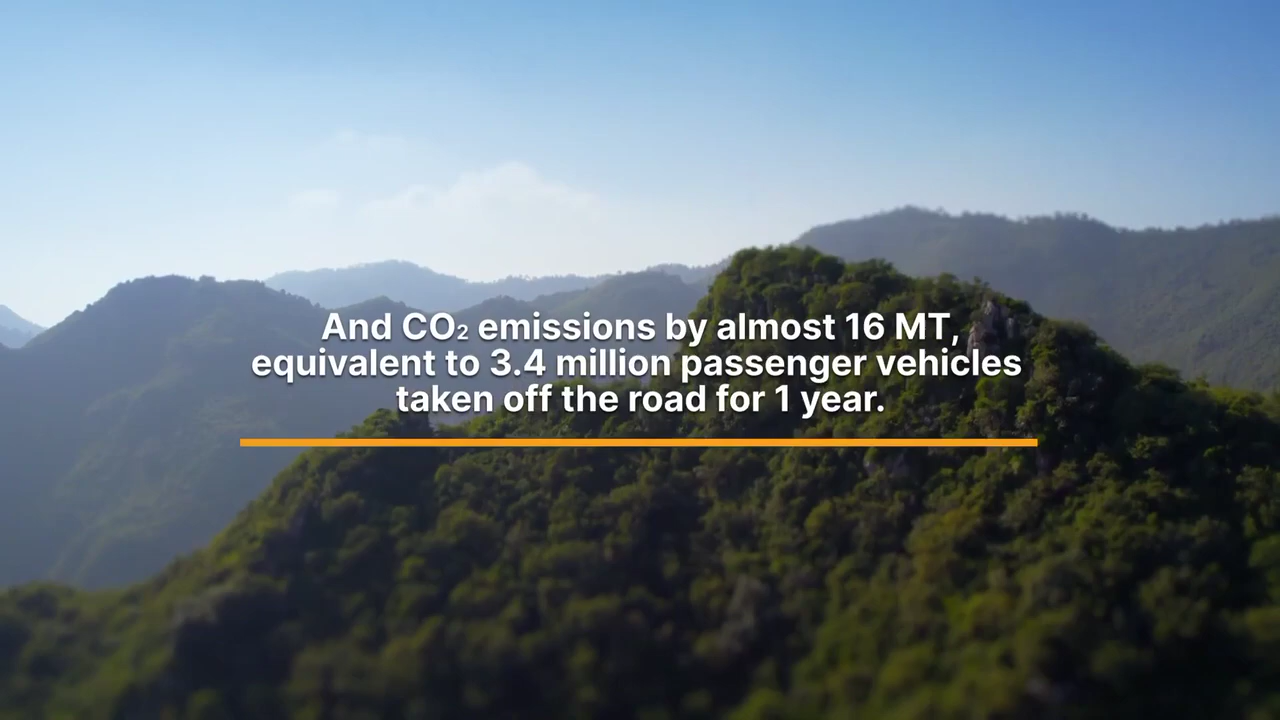 And CO₂ emissions by almost 16 MT,
equivalent to 3.4 million passenger vehicles
taken off the road for 1 year.